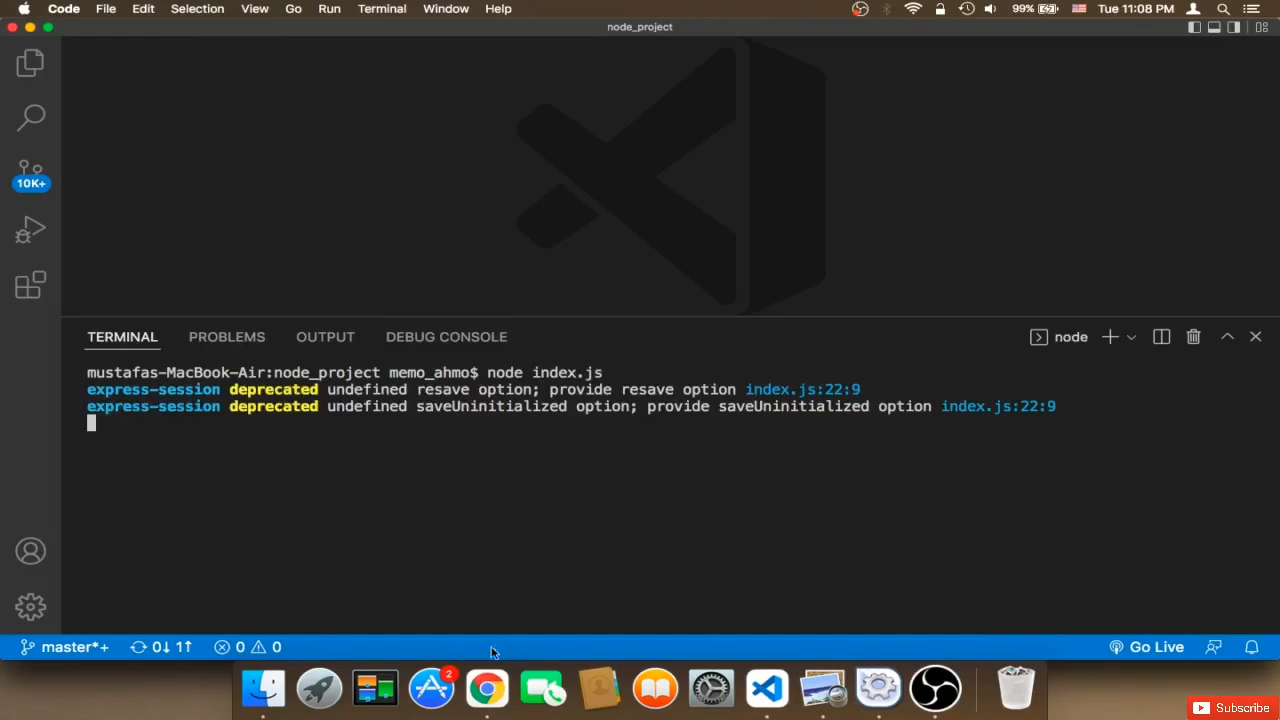 Code File Edit Selection View Go Run Terminal Window Help 99% Tue 11:08 PM
node_project
10K+
TERMINAL PROBLEMS OUTPUT DEBUG CONSOLE node
mustafas-MacBook-Air:node_project memo_ahmo$ node index.js
express-session deprecated undefined resave option; provide resave option index.js:22:9
express-session deprecated undefined saveUninitialized option; provide saveUninitialized option index.js:22:9
master*+ 0↓ 1↑ 0 0 Go Live
2
Subscribe